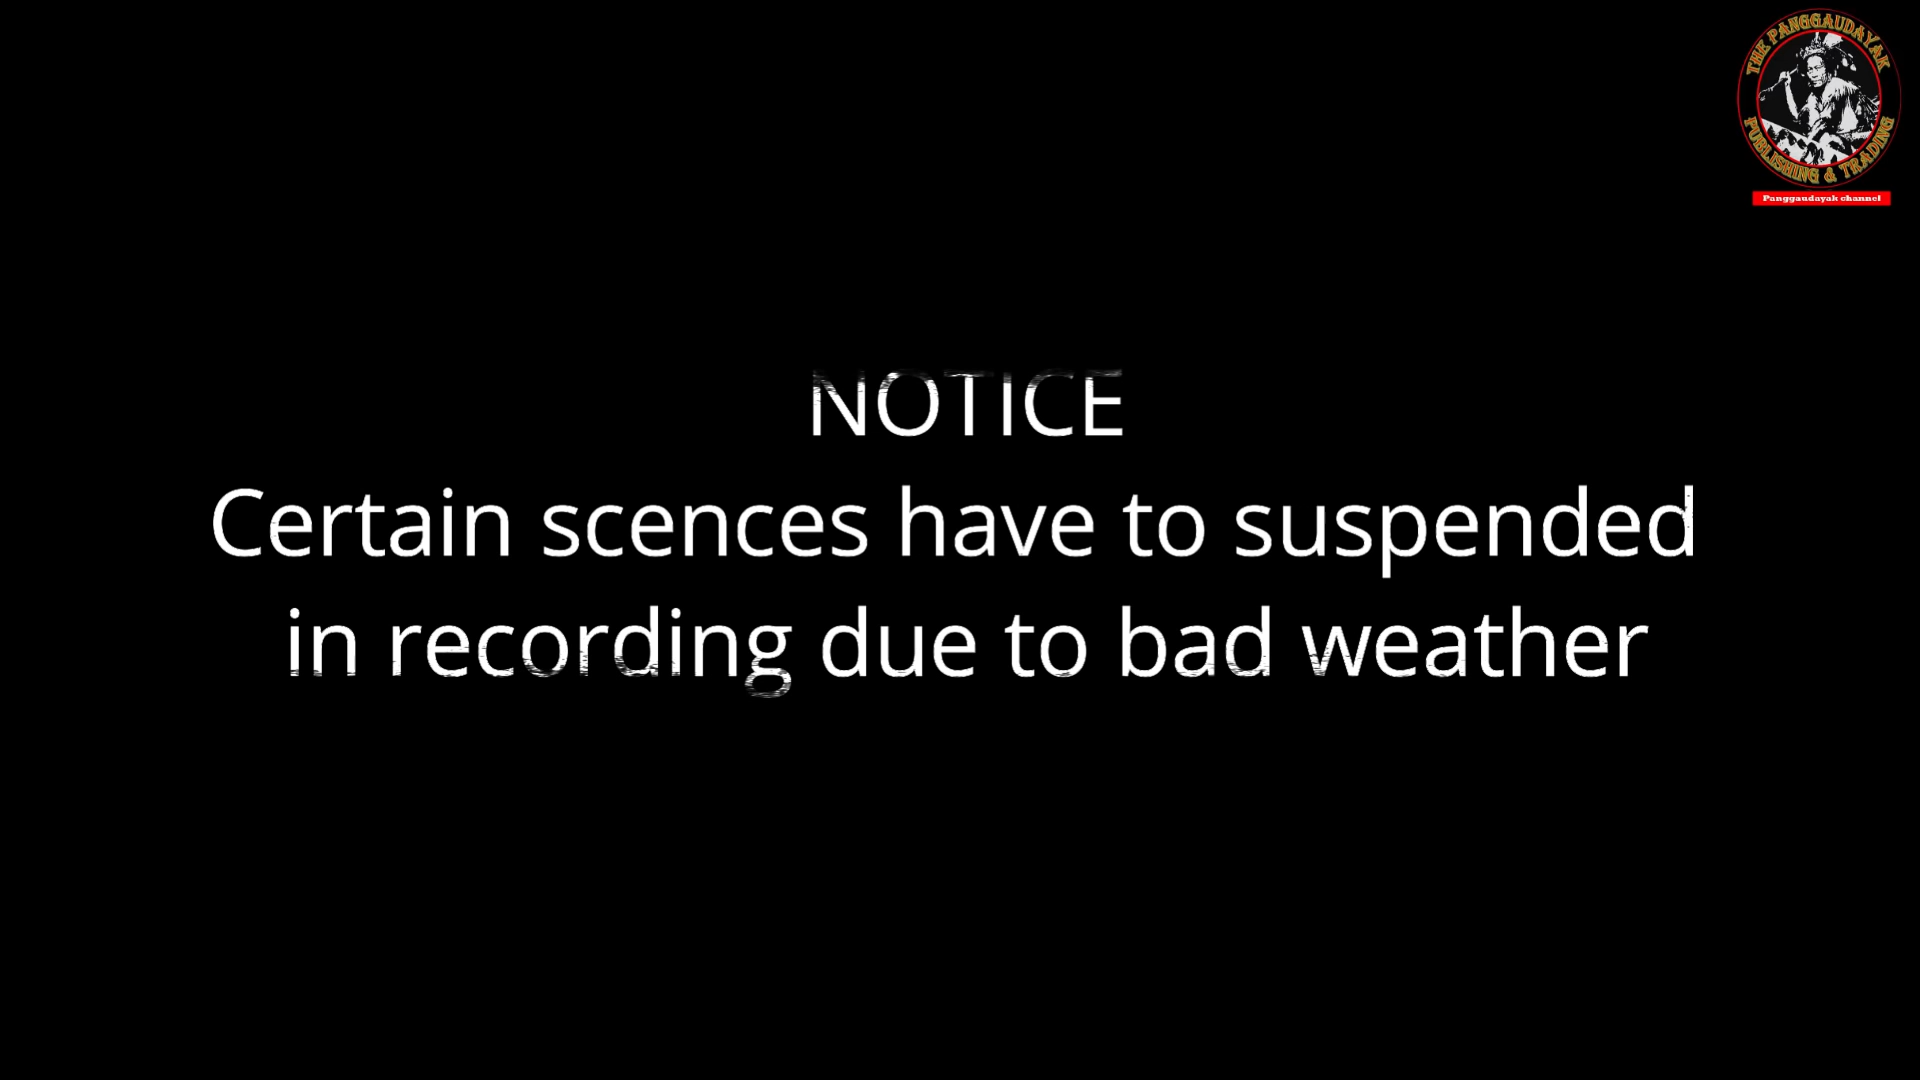 THE PANGGAUDAYAK
PUBLISHING & TRADING
Panggaudayak channel
NOTICE
Certain scences have to suspended
in recording due to bad weather